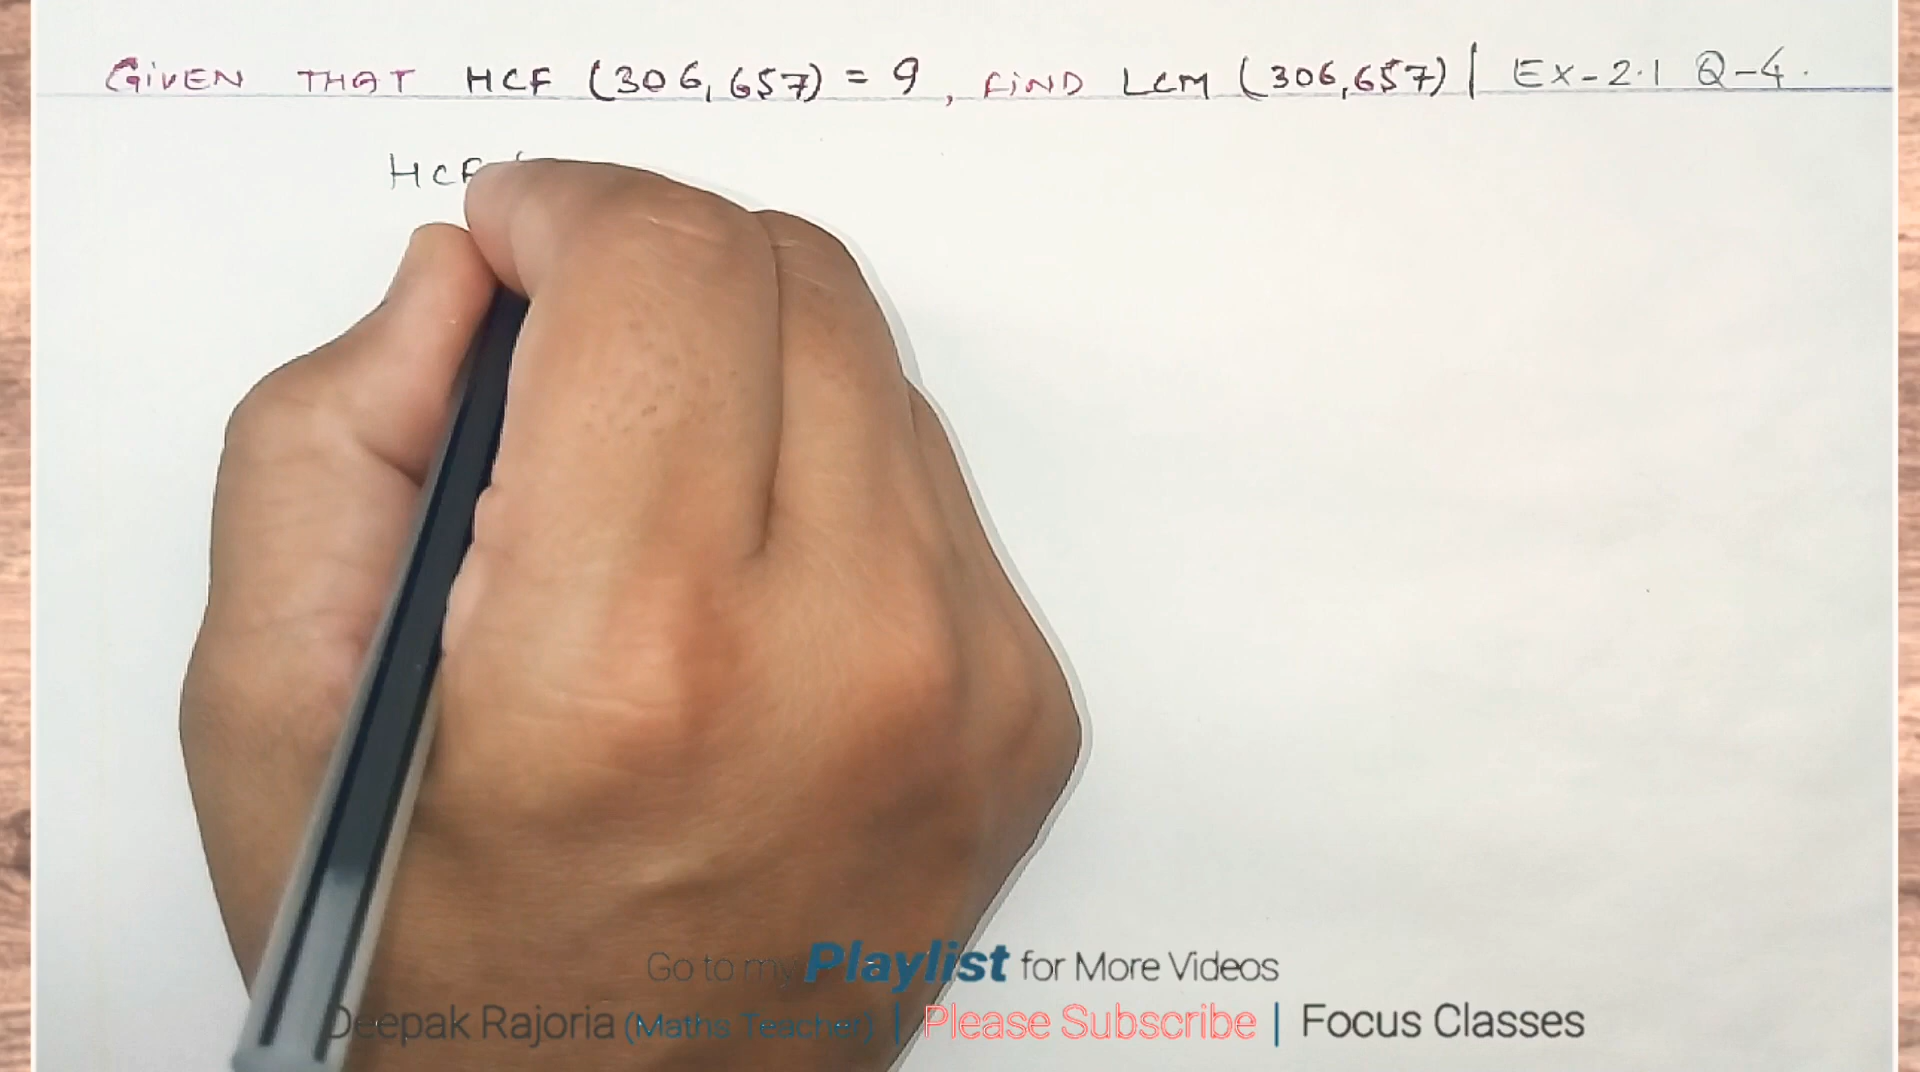 GiVEN THAT HCF (306,657) = 9, FiND LCM (306,657) | EX-2.1 Q-4.
HCF (
Go to my Playlist for More Videos
Deepak Rajoria (Maths Teacher) | Please Subscribe | Focus Classes